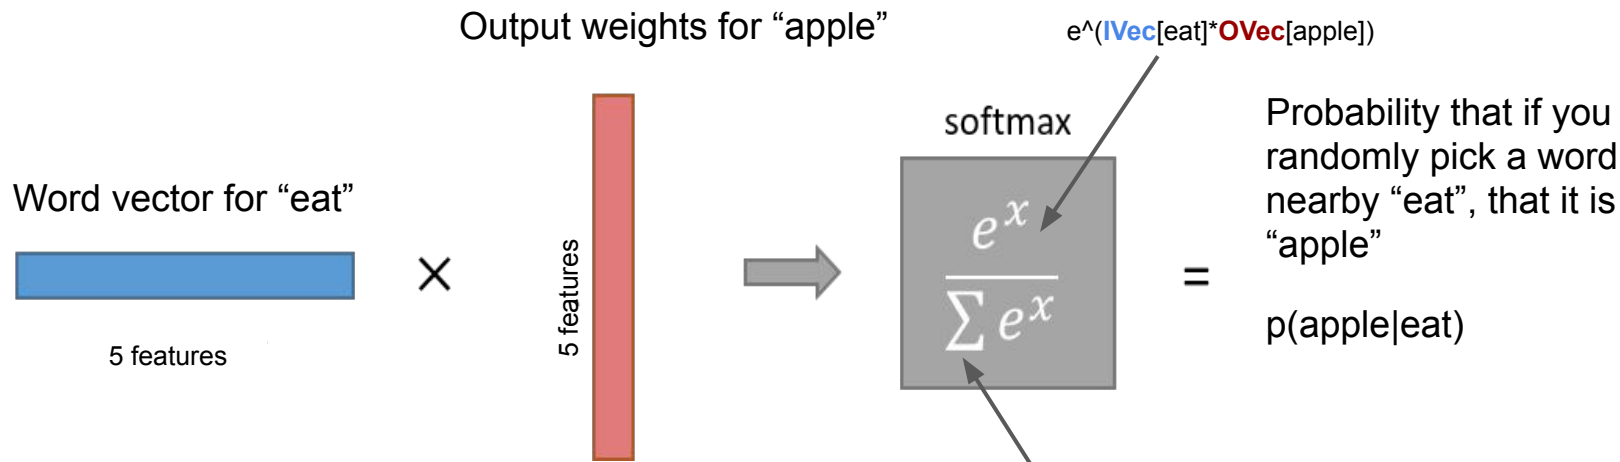 Output weights for “apple”
e^(IVec[eat]*OVec[apple])
softmax
Probability that if you
randomly pick a word
nearby “eat”, that it is
“apple”
p(apple|eat)
Word vector for “eat”
5 features
×
5 features
e^x
∑ e^x
=